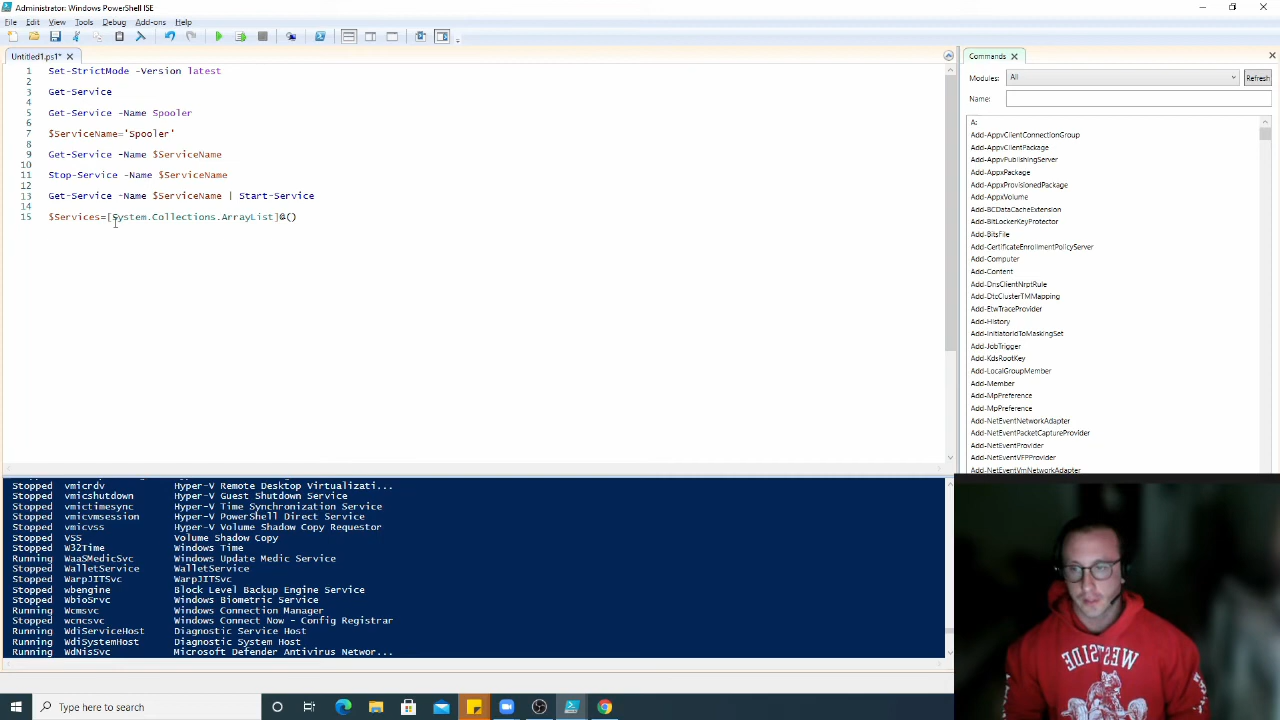 Administrator: Windows PowerShell ISE
File Edit View Tools Debug Add-ons Help
Untitled1.ps1*
1 Set-StrictMode -Version latest
2
3 Get-Service
4
5 Get-Service -Name Spooler
6
7 $ServiceName='Spooler'
8
9 Get-Service -Name $ServiceName
10
11 Stop-Service -Name $ServiceName
12
13 Get-Service -Name $ServiceName | Start-Service
14
15 $Services=[System.Collections.ArrayList]@()
Commands
Modules: All Refresh
Name:
A:
Add-AppvClientConnectionGroup
Add-AppvClientPackage
Add-AppvPublishingServer
Add-AppxPackage
Add-AppxProvisionedPackage
Add-AppxVolume
Add-BCDataCacheExtension
Add-BitLockerKeyProtector
Add-BitsFile
Add-CertificateEnrollmentPolicyServer
Add-Computer
Add-Content
Add-DnsClientNrptRule
Add-DtcClusterTMMapping
Add-EtwTraceProvider
Add-History
Add-InitiatorIdToMaskingSet
Add-JobTrigger
Add-KdsRootKey
Add-LocalGroupMember
Add-Member
Add-MpPreference
Add-MpPreference
Add-NetEventNetworkAdapter
Add-NetEventPacketCaptureProvider
Add-NetEventProvider
Add-NetEventVFPProvider
Add-NetEventVmNetworkAdapter
Stopped vmicrdv Hyper-V Remote Desktop Virtualizati...
Stopped vmicshutdown Hyper-V Guest Shutdown Service
Stopped vmictimesync Hyper-V Time Synchronization Service
Stopped vmicvmsession Hyper-V PowerShell Direct Service
Stopped vmicvss Hyper-V Volume Shadow Copy Requestor
Stopped VSS Volume Shadow Copy
Stopped W32Time Windows Time
Running WaaSMedicSvc Windows Update Medic Service
Stopped WalletService WalletService
Stopped WarpJITSvc WarpJITSvc
Stopped wbengine Block Level Backup Engine Service
Stopped WbioSrvc Windows Biometric Service
Running Wcmsvc Windows Connection Manager
Stopped wcncsvc Windows Connect Now - Config Registrar
Running WdiServiceHost Diagnostic Service Host
Running WdiSystemHost Diagnostic System Host
Running WdNisSvc Microsoft Defender Antivirus Networ...
WESTSIDE
Type here to search